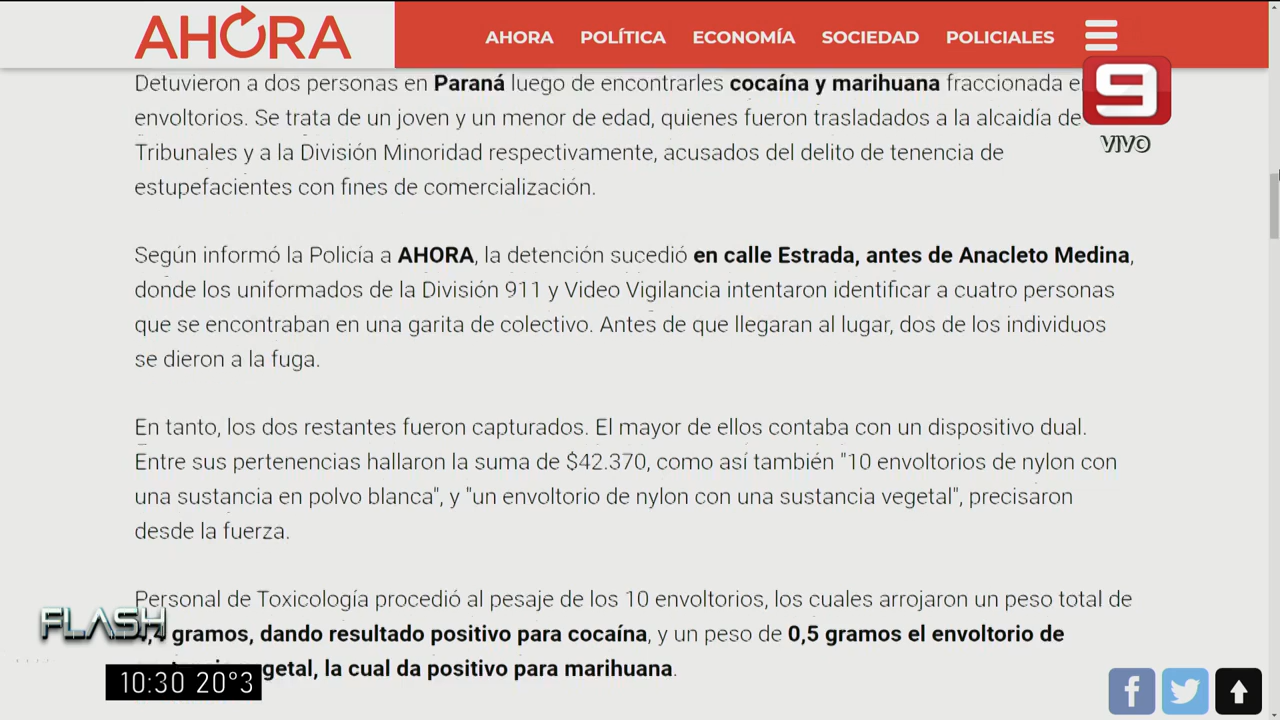 AHORA
AHORA POLÍTICA ECONOMÍA SOCIEDAD POLICIALES
9
VIVO
Detuvieron a dos personas en Paraná luego de encontrarles cocaína y marihuana fraccionada
envoltorios. Se trata de un joven y un menor de edad, quienes fueron trasladados a la alcaidía de
Tribunales y a la División Minoridad respectivamente, acusados del delito de tenencia de
estupefacientes con fines de comercialización.
Según informó la Policía a AHORA, la detención sucedió en calle Estrada, antes de Anacleto Medina,
donde los uniformados de la División 911 y Video Vigilancia intentaron identificar a cuatro personas
que se encontraban en una garita de colectivo. Antes de que llegaran al lugar, dos de los individuos
se dieron a la fuga.
En tanto, los dos restantes fueron capturados. El mayor de ellos contaba con un dispositivo dual.
Entre sus pertenencias hallaron la suma de $42.370, como así también "10 envoltorios de nylon con
una sustancia en polvo blanca", y "un envoltorio de nylon con una sustancia vegetal", precisaron
desde la fuerza.
Personal de Toxicología procedió al pesaje de los 10 envoltorios, los cuales arrojaron un peso total de
gramos, dando resultado positivo para cocaína, y un peso de 0,5 gramos el envoltorio de
la cual da positivo para marihuana.
FLASH
10:30 20°3